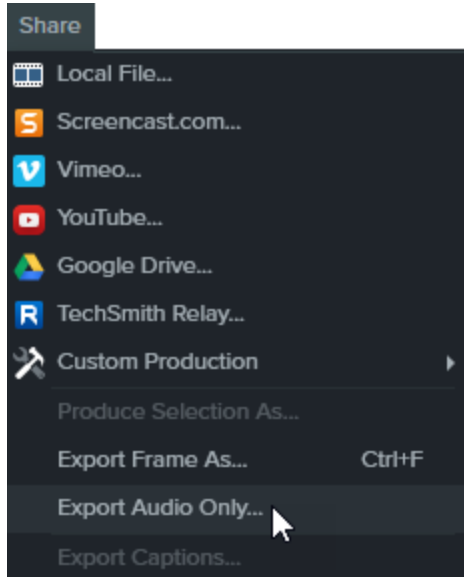 Share
Local File...
S Screencast.com...
Vimeo...
YouTube...
Google Drive...
R TechSmith Relay...
Custom Production
Produce Selection As...
Export Frame As... Ctrl+F
Export Audio Only...
Export Captions...